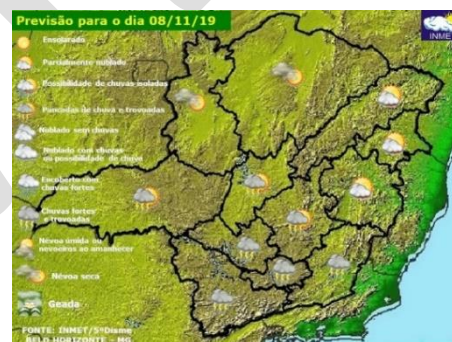 Previsão para o dia 08/11/19
INMET
Ensolarado
Parcialmente nublado
Possibilidade de chuvas isoladas
Pancadas de chuva e trovoadas
Nublado sem chuvas
Nublado com chuvas
ou possibilidade de chuva
Encoberto com
chuvas fortes
Chuvas fortes
e trovoadas
Névoa úmida ou
nevoeiros ao amanhecer
Névoa seca
Geada
FONTE: INMET/5ºDisme
BELO HORIZONTE - MG